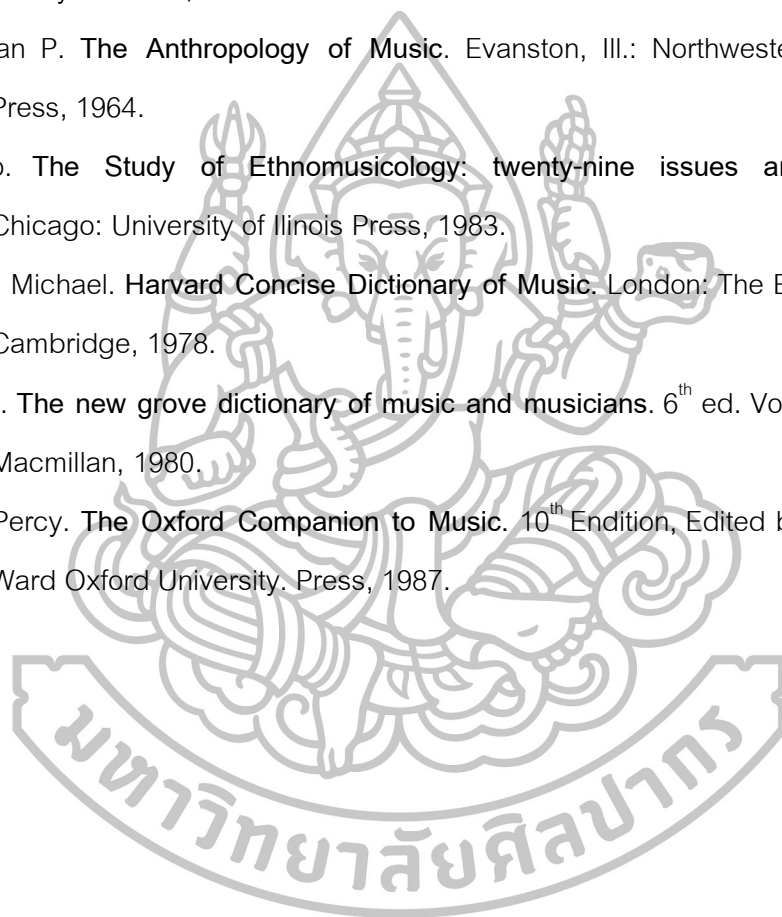 an P. The Anthropology of Music. Evanston, Ill.: Northweste
Press, 1964.
. The Study of Ethnomusicology: twenty-nine issues a
Chicago: University of Ilinois Press, 1983.
Michael. Harvard Concise Dictionary of Music. London: The
Cambridge, 1978.
. The new grove dictionary of music and musicians. 6th ed. Vo
Macmillan, 1980.
Percy. The Oxford Companion to Music. 10th Endition, Edited
Ward Oxford University. Press, 1987.
มหาวิทยาลัยศิลปากร